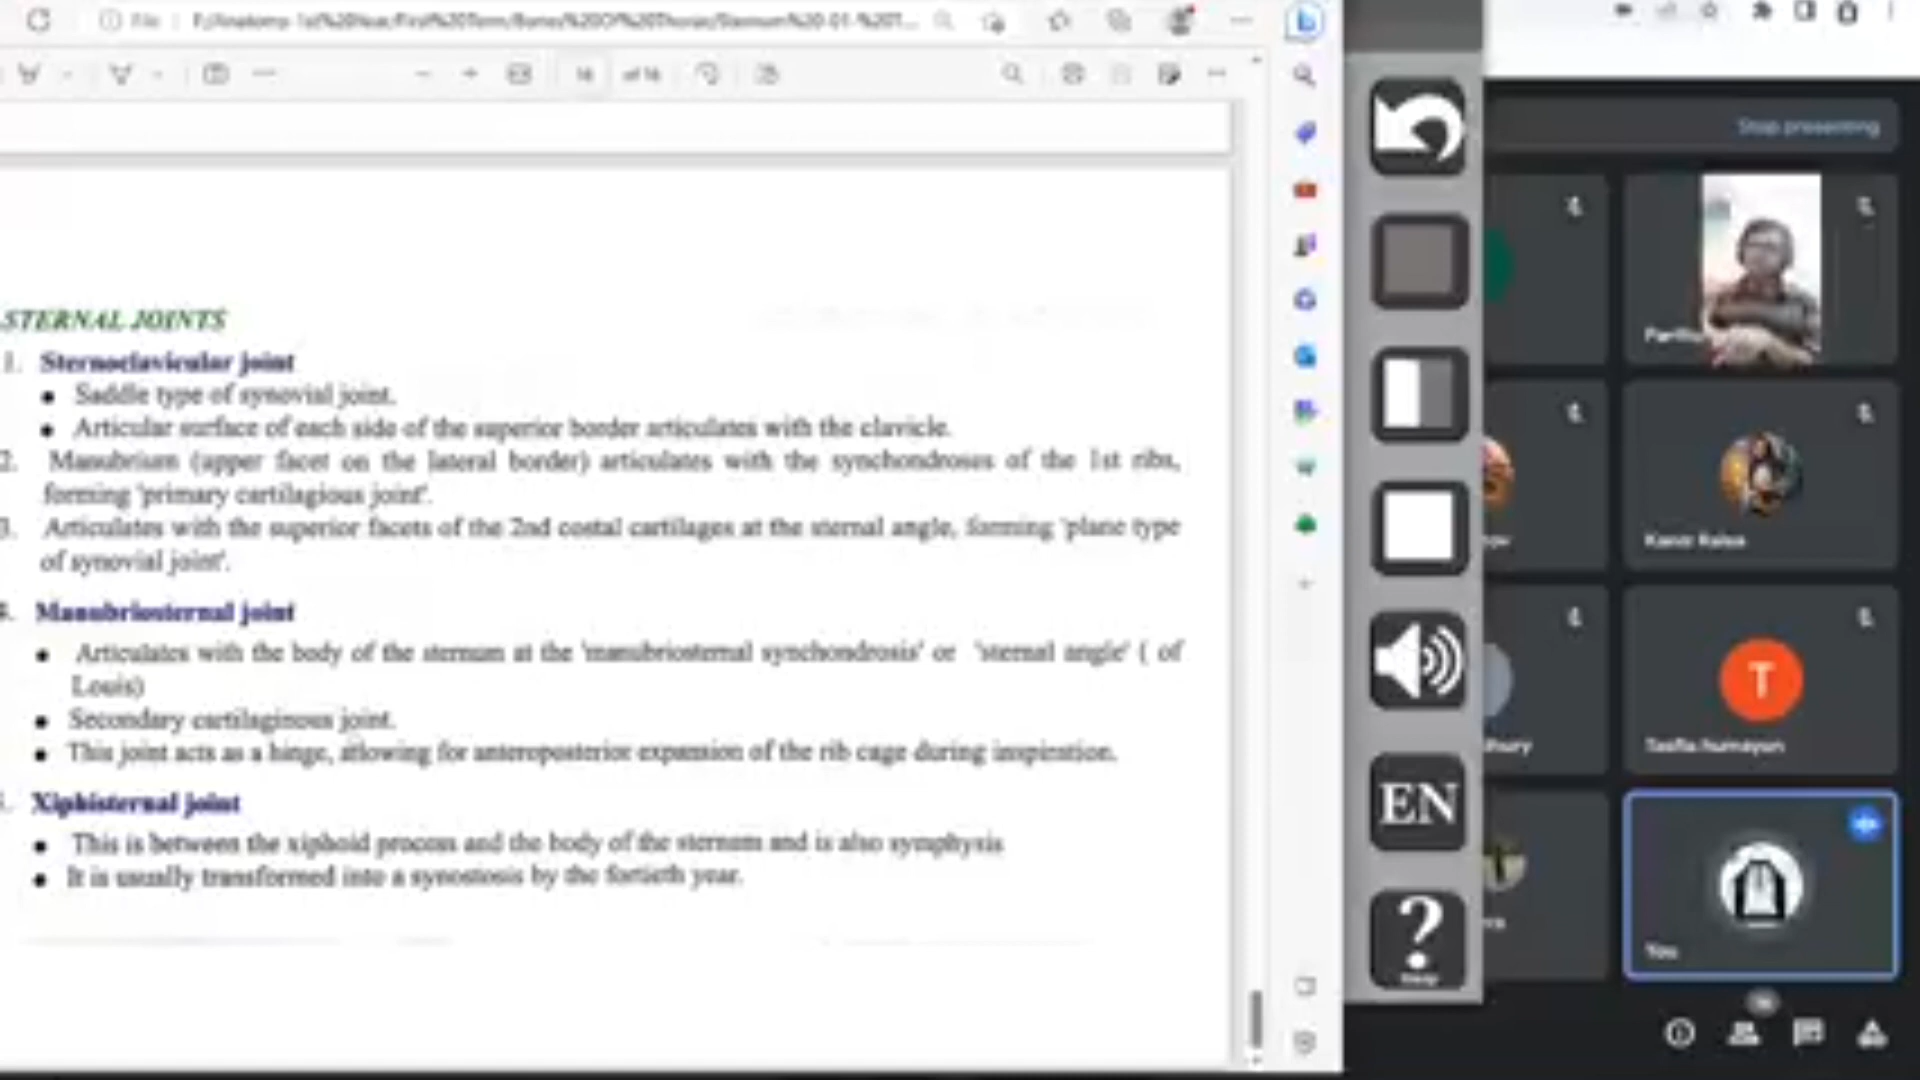 File
of 16
Stop presenting
STERNAL JOINTS
1. Sternoclavicular joint
• Saddle type of synovial joint.
• Articular surface of each side of the superior border articulates with the clavicle.
2. Manubrium (upper facet on the lateral border) articulates with the synchondroses of the 1st ribs,
forming 'primary cartilagious joint'.
3. Articulates with the superior facets of the 2nd costal cartilages at the sternal angle, forming 'plane type
of synovial joint'.
Manubriosternal joint
• Articulates with the body of the sternum at the 'manubriosternal synchondrosis' or 'sternal angle' ( of
Louis)
• Secondary cartilaginous joint.
• This joint acts as a hinge, allowing for anteroposterior expansion of the rib cage during inspiration.
Xiphisternal joint
• This is between the xiphoid process and the body of the sternum and is also symphysis
• It is usually transformed into a synostosis by the fortieth year.
EN
?
T
Tasfia humayun
You